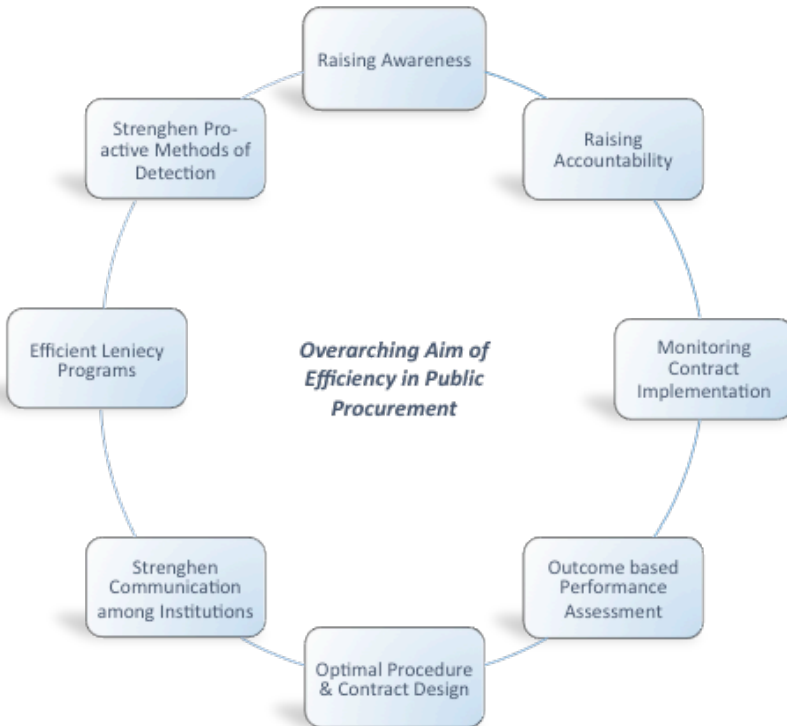 Raising Awareness
Raising
Accountability
Monitoring
Contract
Implementation
Outcome based
Performance
Assessment
Optimal Procedure
& Contract Design
Strenghen
Communication
among Institutions
Efficient Leniecy
Programs
Strenghen Pro-
active Methods of
Detection
Overarching Aim of
Efficiency in Public
Procurement